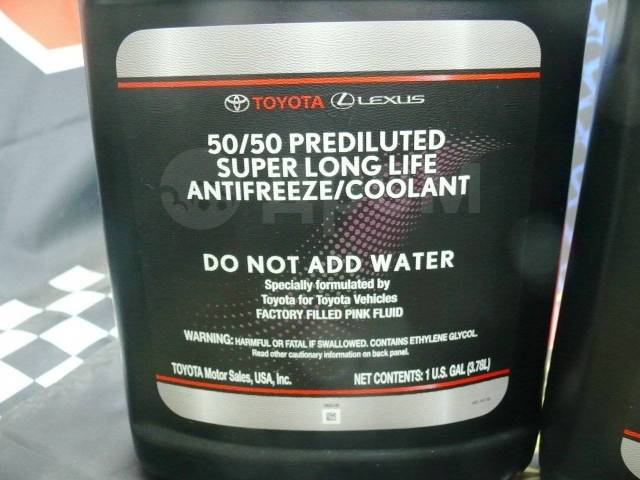 TOYOTA LEXUS
50/50 PREDILUTED
SUPER LONG LIFE
ANTIFREEZE/COOLANT
DO NOT ADD WATER
Specially formulated by
Toyota for Toyota Vehicles
FACTORY FILLED PINK FLUID
WARNING: HARMFUL OR FATAL IF SWALLOWED. CONTAINS ETHYLENE GLYCOL.
Read other cautionary information on back panel.
TOYOTA Motor Sales, USA, Inc. NET CONTENTS: 1 U.S. GAL (3.78L)